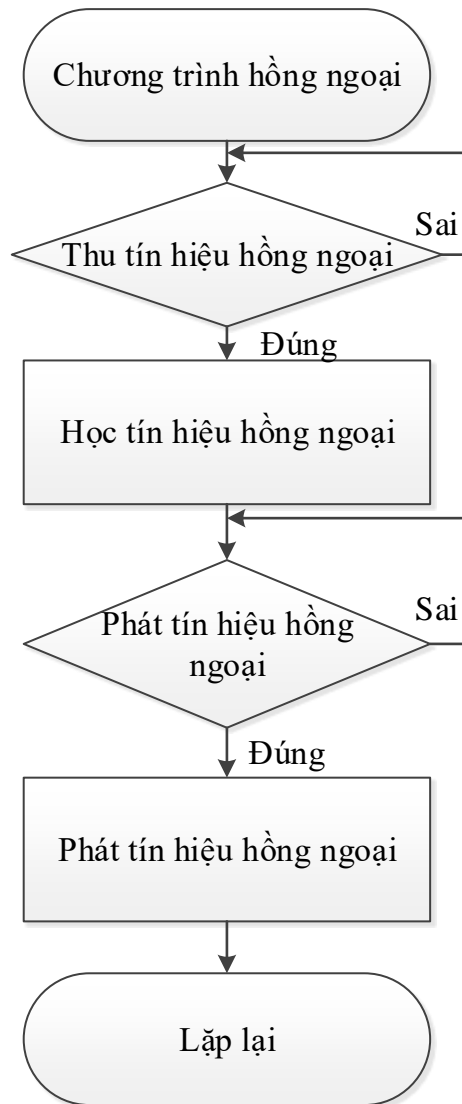 Chương trình hồng ngoại
Sai
Thu tín hiệu hồng ngoại
Đúng
Học tín hiệu hồng ngoại
Sai
Phát tín hiệu hồng
ngoại
Đúng
Phát tín hiệu hồng ngoại
Lặp lại